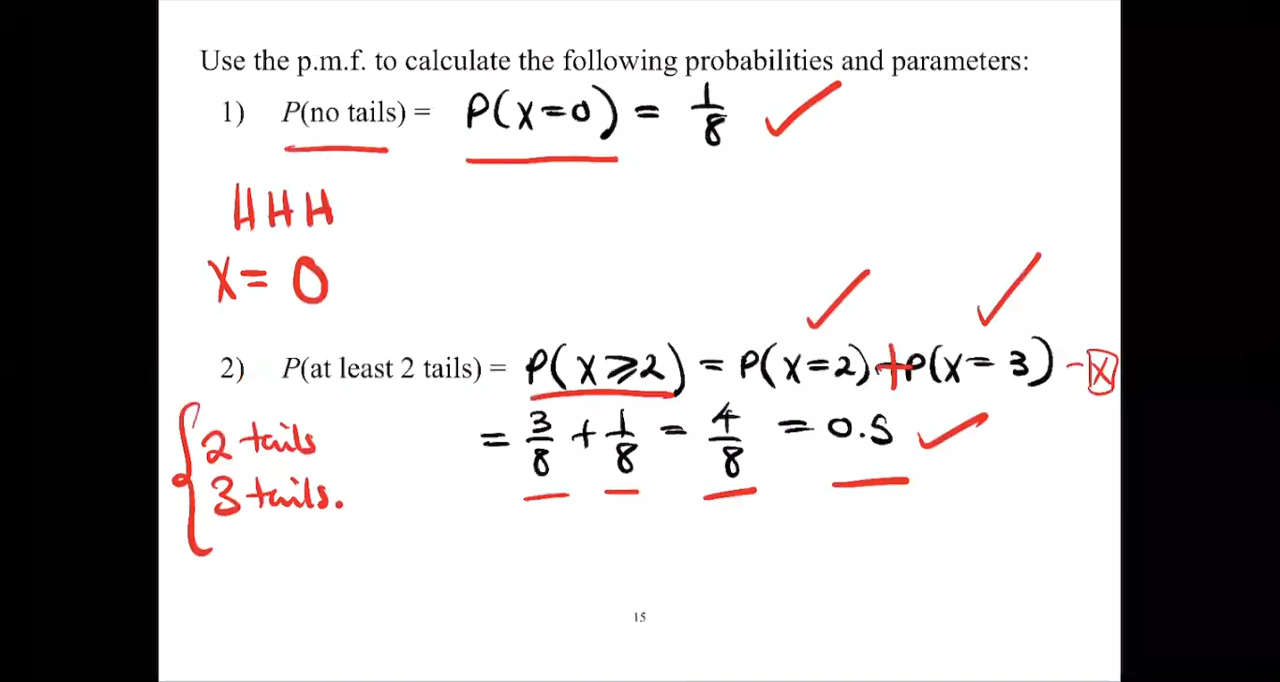 Use the p.m.f. to calculate the following probabilities and parameters:
1) P(no tails) = P(X=0) = 1/8 ✓
HHH
X = 0
2) P(at least 2 tails) = P(X⩾2) = P(X=2)+P(X=3) - X
= 3/8 + 1/8 = 4/8 = 0.5 ✓
2 tails
3 tails.
15